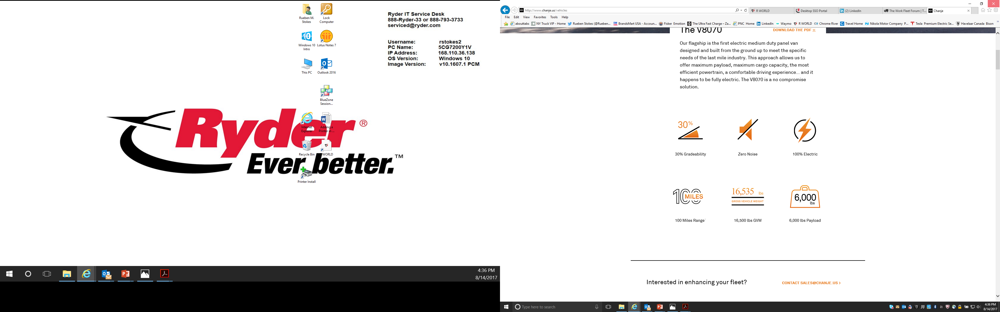 Rueben M.
Stokes
Lock
Computer
Windows 10
Intro
Lotus Notes 7
This PC
Outlook 2016
BlueZone
Session...
Internet
Explorer
Adding a
Printer in ...
Recycle Bin
WORLD
Printer Install
Ryder IT Service Desk
888-Ryder-33 or 888-793-3733
serviced@ryder.com
Username: rstokes2
PC Name: 5CG7200Y1V
IP Address: 168.110.36.138
OS Version: Windows 10
Image Version: v10.1607.1 PCM
Ryder®
Ever better.™
4:36 PM
8/14/2017
http://www.chanje.us/vehicles
R WORLD
Desktop SSO Portal
(2) LinkedIn
The Work Fleet Forum | T...
Chanje
File Edit View Favorites Tools Help
abouttabs NY Truck VIP - Home Rueben Stokes (@Rueben... BrandsMart USA - Accoun... Fisker Emotion The Ultra Fast Charge – Za... PNC Home LinkedIn Waymo R WORLD Chrome River Travel Home Nikola Motor Company P... Tesla Premium Electric Se... Havelaar Canada Bison
The V8070
DOWNLOAD THE PDF
Our flagship is the first electric medium duty panel van
designed and built from the ground up to meet the specific
needs of the last mile industry. This approach allows us to
offer maximum payload, maximum cargo capacity, the most
efficient powertrain, a comfortable driving experience... and it
happens to be fully electric. The V8070 is a no compromise
solution.
30%
30% Gradeability
Zero Noise
100% Electric
100 MILES
16,535 lbs
GROSS VEHICLE WEIGHT
6,000
lbs
100 Miles Range
16,500 lbs GVW
6,000 lbs Payload
Interested in enhancing your fleet?
CONTACT SALES@CHANJE.US >
Type here to search
4:36 PM
8/14/2017